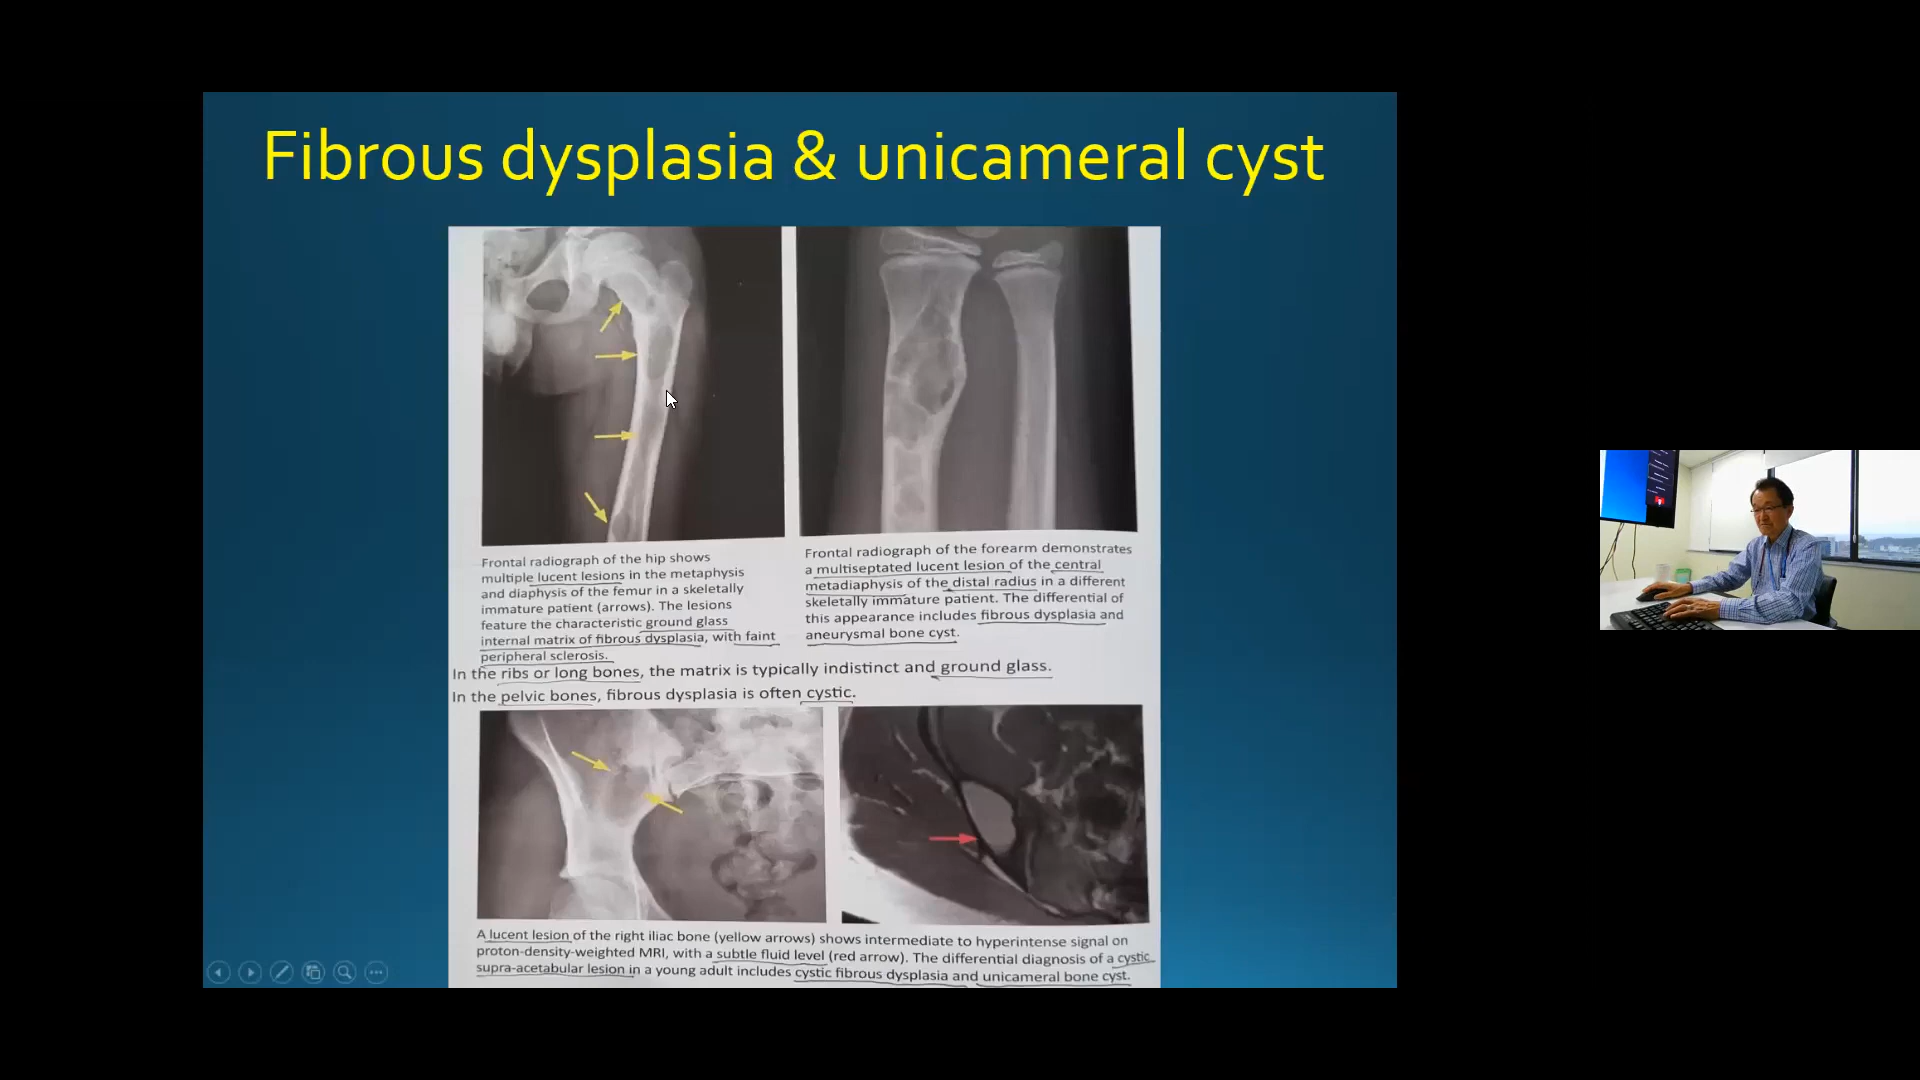 Fibrous dysplasia & unicameral cyst
Frontal radiograph of the hip shows
multiple lucent lesions in the metaphysis
and diaphysis of the femur in a skeletally
immature patient (arrows). The lesions
feature the characteristic ground glass
internal matrix of fibrous dysplasia, with faint
peripheral sclerosis.
Frontal radiograph of the forearm demonstrates
a multiseptated lucent lesion of the central
metadiaphysis of the distal radius in a different
skeletally immature patient. The differential of
this appearance includes fibrous dysplasia and
aneurysmal bone cyst.
In the ribs or long bones, the matrix is typically indistinct and ground glass.
In the pelvic bones, fibrous dysplasia is often cystic.
A lucent lesion of the right iliac bone (yellow arrows) shows intermediate to hyperintense signal on
proton-density-weighted MRI, with a subtle fluid level (red arrow). The differential diagnosis of a cystic
supra-acetabular lesion in a young adult includes cystic fibrous dysplasia and unicameral bone cyst.